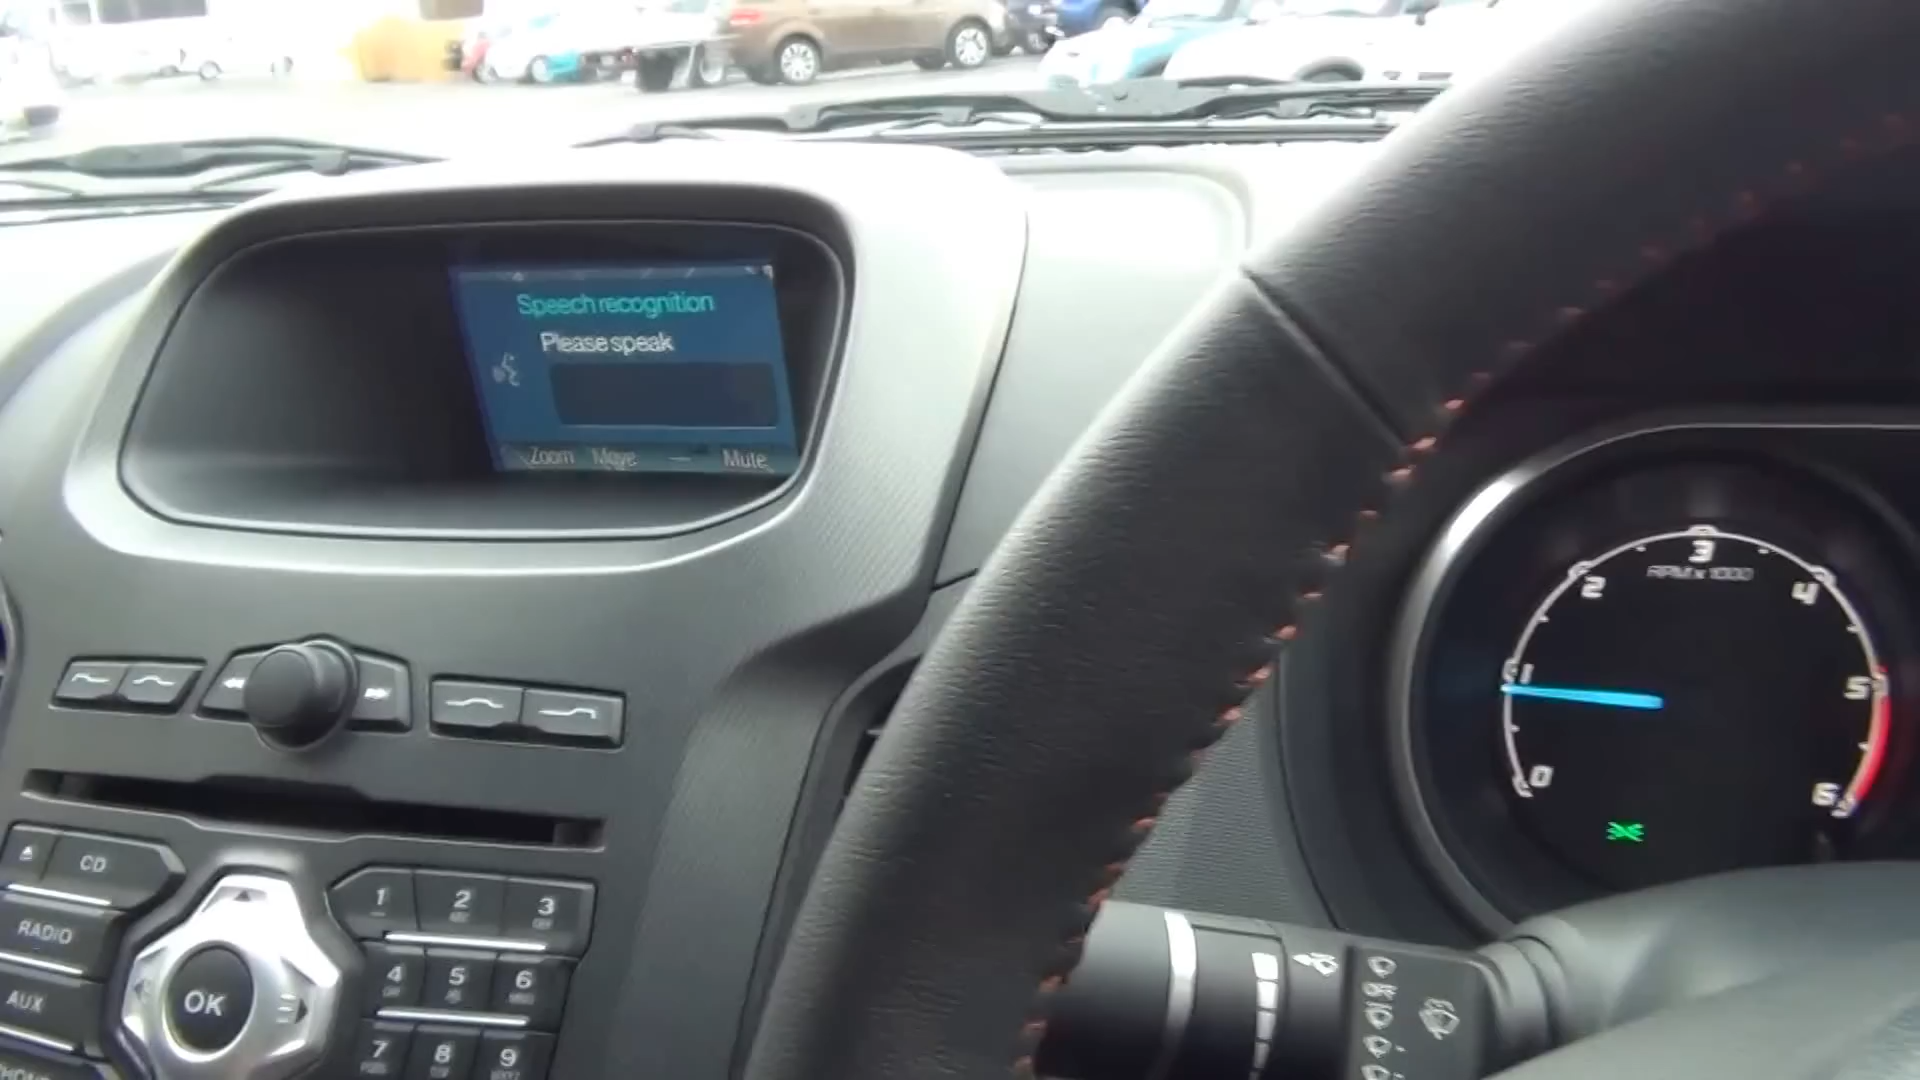 Speech recognition
Please speak
Zoom Move Mute
CD
RADIO
AUX
OK
1 2 3
4 5 6
7 8 9
0 1 2 3 4 5 6
RPM x 1000
OFF